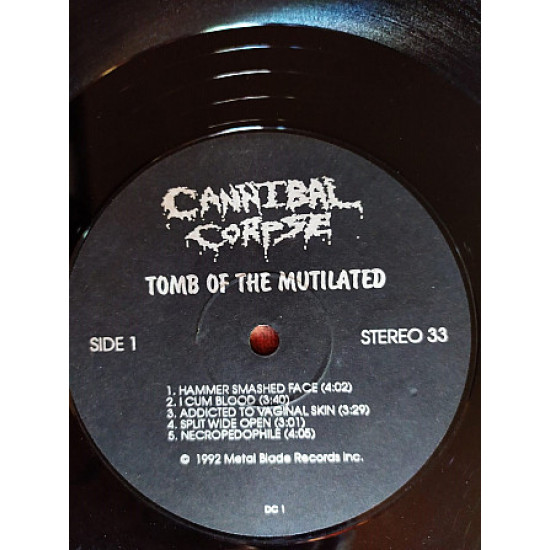 CANNIBAL
CORPSE
TOMB OF THE MUTILATED
SIDE 1
STEREO 33
1. HAMMER SMASHED FACE (4:02)
2. I CUM BLOOD (3:40)
3. ADDICTED TO VAGINAL SKIN (3:29)
4. SPLIT WIDE OPEN (3:01)
5. NECROPEDOPHILE (4:05)
© 1992 Metal Blade Records Inc.
DG 1